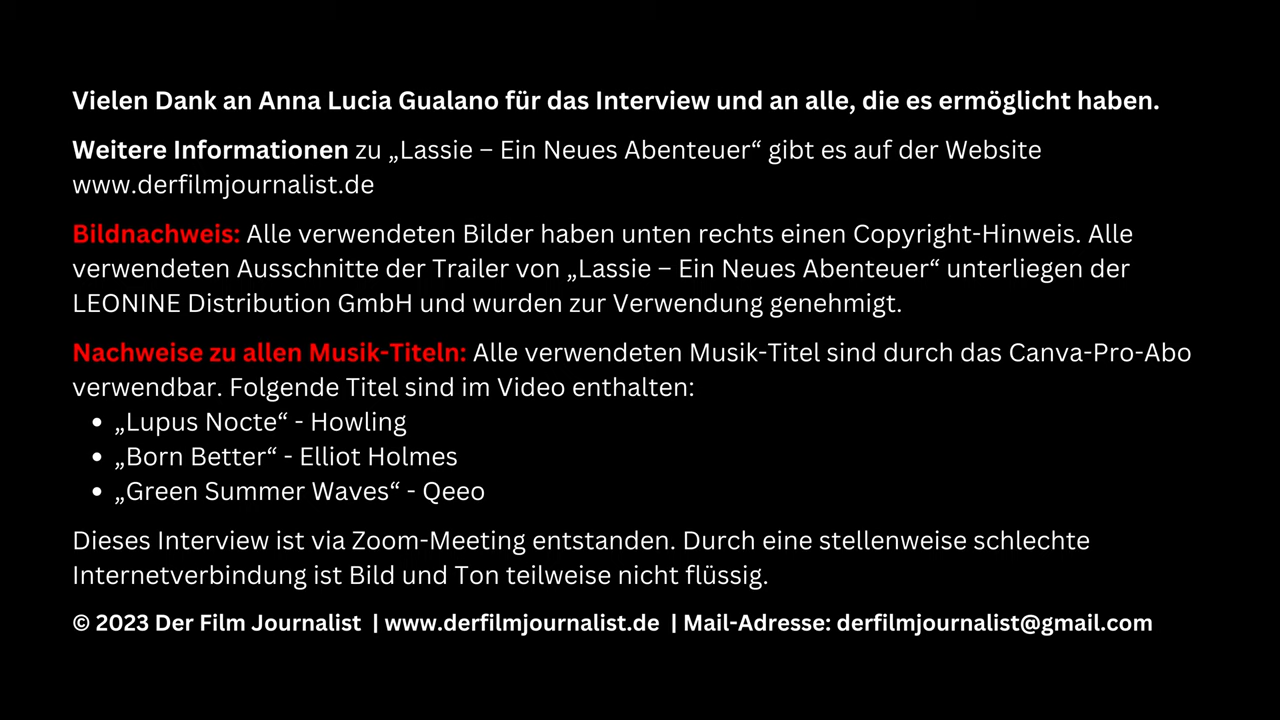 Vielen Dank an Anna Lucia Gualano für das Interview und an alle, die es ermöglicht haben.
Weitere Informationen zu „Lassie – Ein Neues Abenteuer“ gibt es auf der Website
www.derfilmjournalist.de
Bildnachweis: Alle verwendeten Bilder haben unten rechts einen Copyright-Hinweis. Alle
verwendeten Ausschnitte der Trailer von „Lassie – Ein Neues Abenteuer“ unterliegen der
LEONINE Distribution GmbH und wurden zur Verwendung genehmigt.
Nachweise zu allen Musik-Titeln: Alle verwendeten Musik-Titel sind durch das Canva-Pro-Abo
verwendbar. Folgende Titel sind im Video enthalten:
• „Lupus Nocte“ - Howling
• „Born Better“ - Elliot Holmes
• „Green Summer Waves“ - Qeeo
Dieses Interview ist via Zoom-Meeting entstanden. Durch eine stellenweise schlechte
Internetverbindung ist Bild und Ton teilweise nicht flüssig.
© 2023 Der Film Journalist | www.derfilmjournalist.de | Mail-Adresse: derfilmjournalist@gmail.com